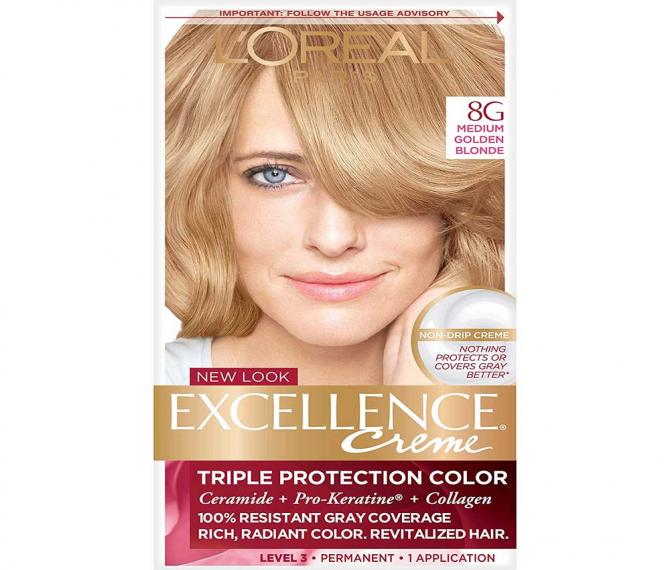 IMPORTANT: FOLLOW THE USAGE ADVISORY
L'ORÉAL
PARIS
8G
MEDIUM
GOLDEN
BLONDE
NON-DRIP CREME
NOTHING
PROTECTS OR
COVERS GRAY
BETTER*
NEW LOOK
EXCELLENCE®
Creme
TRIPLE PROTECTION COLOR
Ceramide + Pro-Keratine® + Collagen
100% RESISTANT GRAY COVERAGE
RICH, RADIANT COLOR. REVITALIZED HAIR.
LEVEL 3 • PERMANENT • 1 APPLICATION